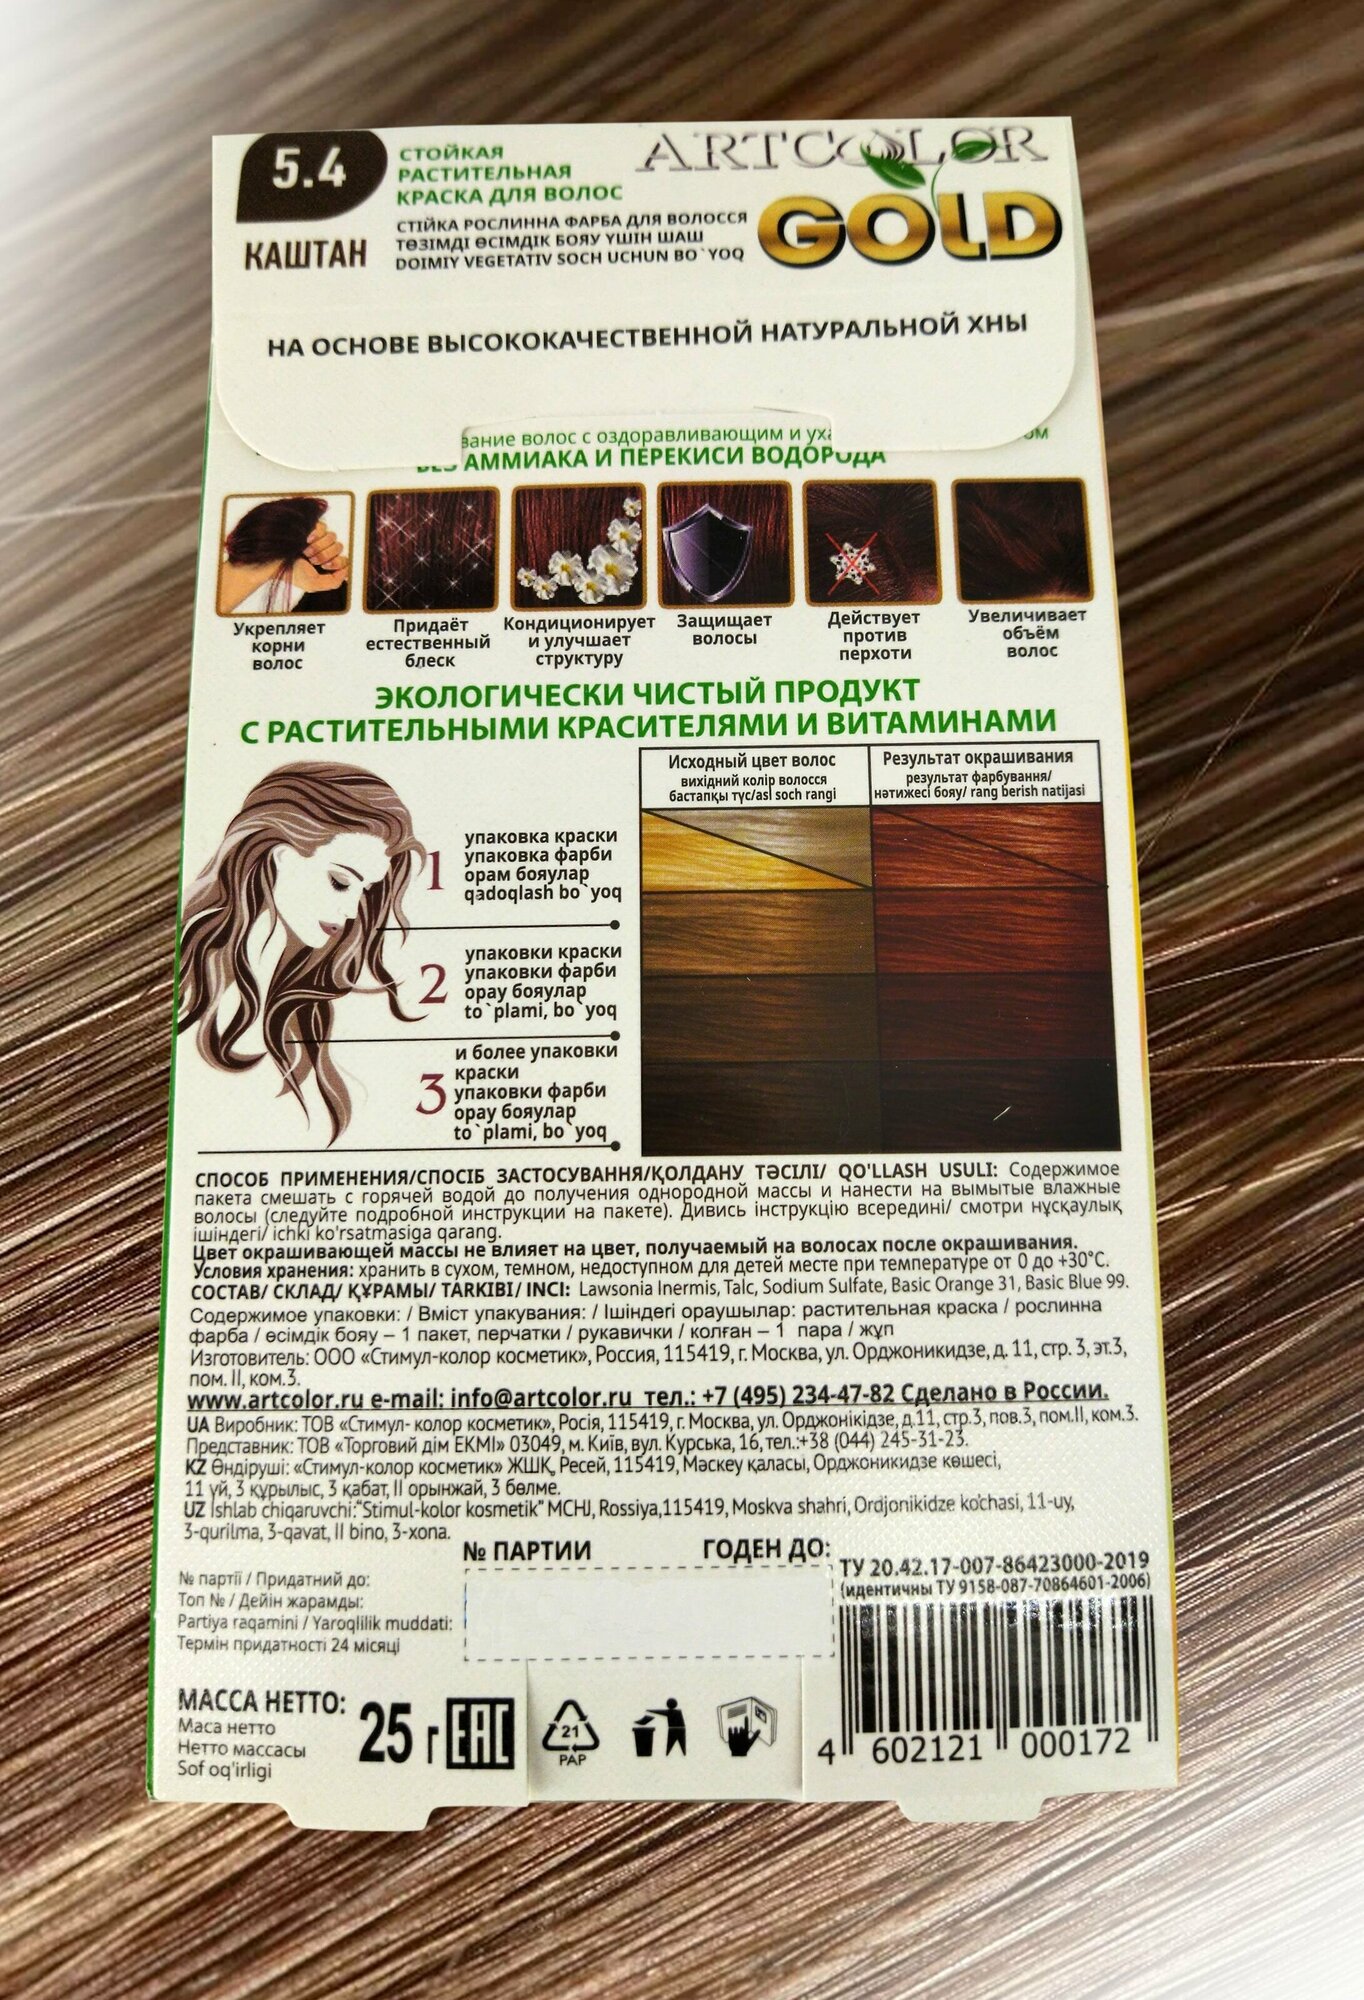 5.4
КАШТАН
СТОЙКАЯ
РАСТИТЕЛЬНАЯ
КРАСКА ДЛЯ ВОЛОС
СТІЙКА РОСЛИННА ФАРБА ДЛЯ ВОЛОССЯ
ТӨЗІМДІ ӨСІМДІК БОЯУ ҮШІН ШАШ
DOIMIY VEGETATIV SOCH UCHUN BO`YOQ
ARTCOLOR
GOLD
НА ОСНОВЕ ВЫСОКОКАЧЕСТВЕННОЙ НАТУРАЛЬНОЙ ХНЫ
вание волос с оздоравливающим и уха
БЕЗ АММИАКА И ПЕРЕКИСИ ВОДОРОДА
Укрепляет
корни
волос
Придаёт
естественный
блеск
Кондиционирует
и улучшает
структуру
Защищает
волосы
Действует
против
перхоти
Увеличивает
объём
волос
ЭКОЛОГИЧЕСКИ ЧИСТЫЙ ПРОДУКТ
С РАСТИТЕЛЬНЫМИ КРАСИТЕЛЯМИ И ВИТАМИНАМИ
1
упаковка краски
упаковка фарби
орам бояулар
qadoqlash bo`yoq
2
упаковки краски
упаковки фарби
орау бояулар
to`plami, bo`yoq
3
и более упаковки
краски
упаковки фарби
орау бояулар
to`plami, bo`yoq
Исходный цвет волос
вихідний колір волосся
бастапқы түс/asl soch rangi
Результат окрашивания
результат фарбування/
нәтижесі бояу/ rang berish natijasi
СПОСОБ ПРИМЕНЕНИЯ/СПОСІБ ЗАСТОСУВАННЯ/ҚОЛДАНУ ТӘСІЛІ/ QO'LLASH USULI: Содержимое
пакета смешать с горячей водой до получения однородной массы и нанести на вымытые влажные
волосы (следуйте подробной инструкции на пакете). Дивись інструкцію всередині/ смотри нұсқаулық
ішіндегі/ ichki ko'rsatmasiga qarang.
Цвет окрашивающей массы не влияет на цвет, получаемый на волосах после окрашивания.
Условия хранения: хранить в сухом, темном, недоступном для детей месте при температуре от 0 до +30°C.
СОСТАВ/ СКЛАД/ ҚҰРАМЫ/ TARKIBI/ INCI: Lawsonia Inermis, Talc, Sodium Sulfate, Basic Orange 31, Basic Blue 99.
Содержимое упаковки: / Вміст упакування: / Ішіндегі ораушылар: растительная краска / рослинна
фарба / өсімдік бояу – 1 пакет, перчатки / рукавички / колған – 1 пара / жұп
Изготовитель: ООО «Стимул-колор косметик», Россия, 115419, г. Москва, ул. Орджоникидзе, д. 11, стр. 3, эт.3,
пом. II, ком.3.
www.artcolor.ru e-mail: info@artcolor.ru тел.: +7 (495) 234-47-82 Сделано в России.
UA Виробник: ТОВ «Стимул- колор косметик», Росія, 115419, г. Москва, ул. Орджонікідзе, д.11, стр.3, пов.3, пом.II, ком.3.
Представник: ТОВ «Торговий дім ЕКМІ» 03049, м. Київ, вул. Курська, 16, тел.:+38 (044) 245-31-23.
KZ Өндіруші: «Стимул-колор косметик» ЖШҚ, Ресей, 115419, Мәскеу қаласы, Орджоникидзе көшесі,
11 үй, 3 құрылыс, 3 қабат, II орынжай, 3 бөлме.
UZ Ishlab chiqaruvchi:“Stimul-kolor kosmetik” MCHJ, Rossiya,115419, Moskva shahri, Ordjonikidze ko'chasi, 11-uy,
3-qurilma, 3-qavat, II bino, 3-xona.
№ ПАРТИИ
ГОДЕН ДО:
№ партії / Придатний до:
Топ № / Дейін жарамды:
Partiya raqamini / Yaroqlilik muddati:
Термін придатності 24 місяці
ТУ 20.42.17-007-86423000-2019
(идентичны ТУ 9158-087-70864601-2006)
МАССА НЕТТО:
Маса нетто
Нетто массасы
Sof og'irligi
25 г
EAC
21
PAP
4 602121 000172